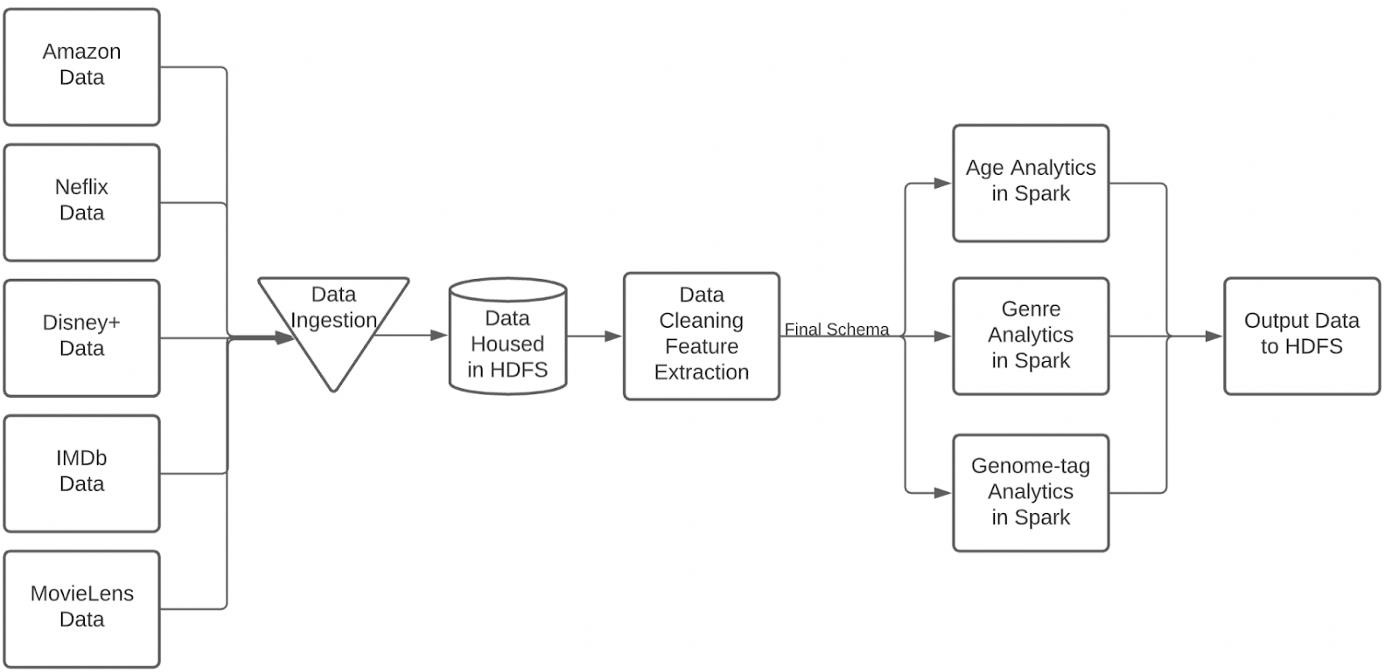 Amazon
Data
Neflix
Data
Disney+
Data
IMDb
Data
MovieLens
Data
Data
Ingestion
Data
Housed
in HDFS
Data
Cleaning
Feature
Extraction
Final Schema
Age Analytics
in Spark
Genre
Analytics
in Spark
Genome-tag
Analytics
in Spark
Output Data
to HDFS